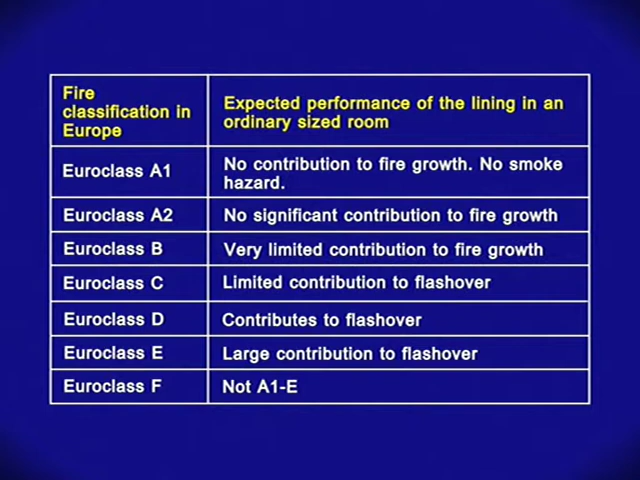 Fire
classification in
Europe
Expected performance of the lining in an
ordinary sized room
Euroclass A1
No contribution to fire growth. No smoke
hazard.
Euroclass A2
No significant contribution to fire growth
Euroclass B
Very limited contribution to fire growth
Euroclass C
Limited contribution to flashover
Euroclass D
Contributes to flashover
Euroclass E
Large contribution to flashover
Euroclass F
Not A1-E